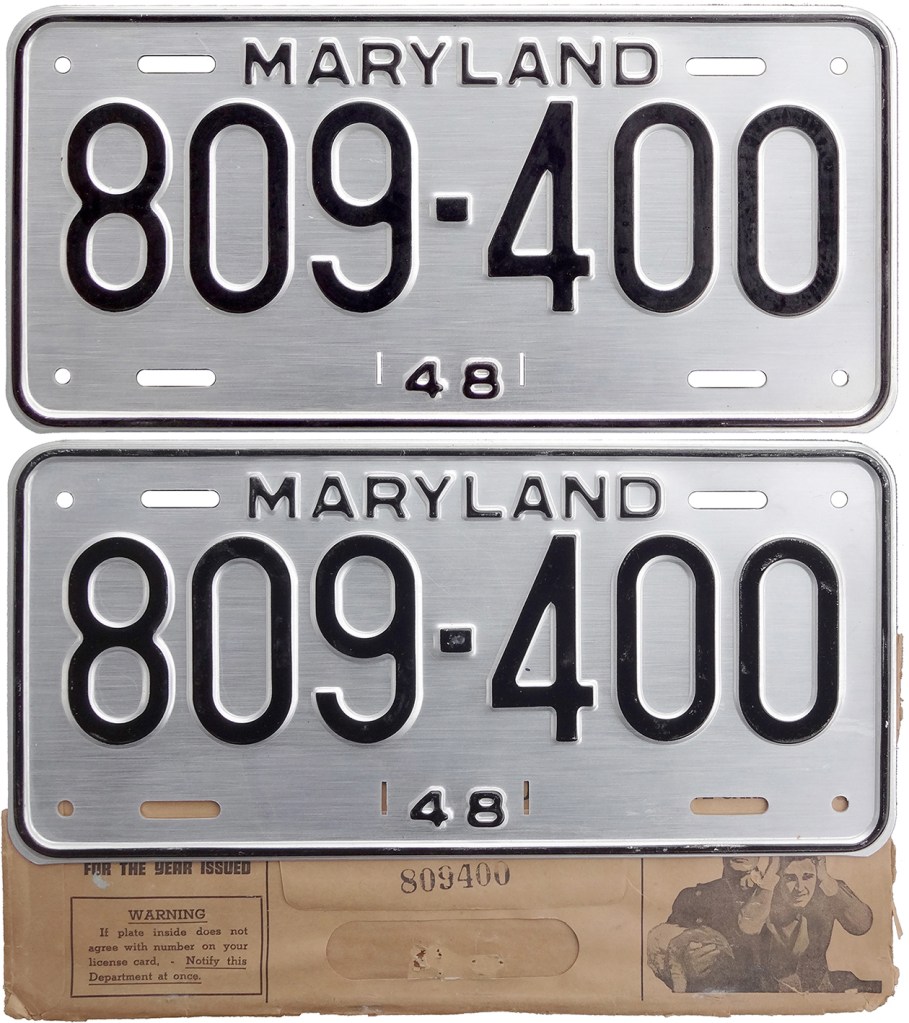 MARYLAND
809-400
48
MARYLAND
809-400
48
FOR THE YEAR ISSUED
809400
WARNING
If plate inside does not
agree with number on your
license card, - Notify this
Department at once.